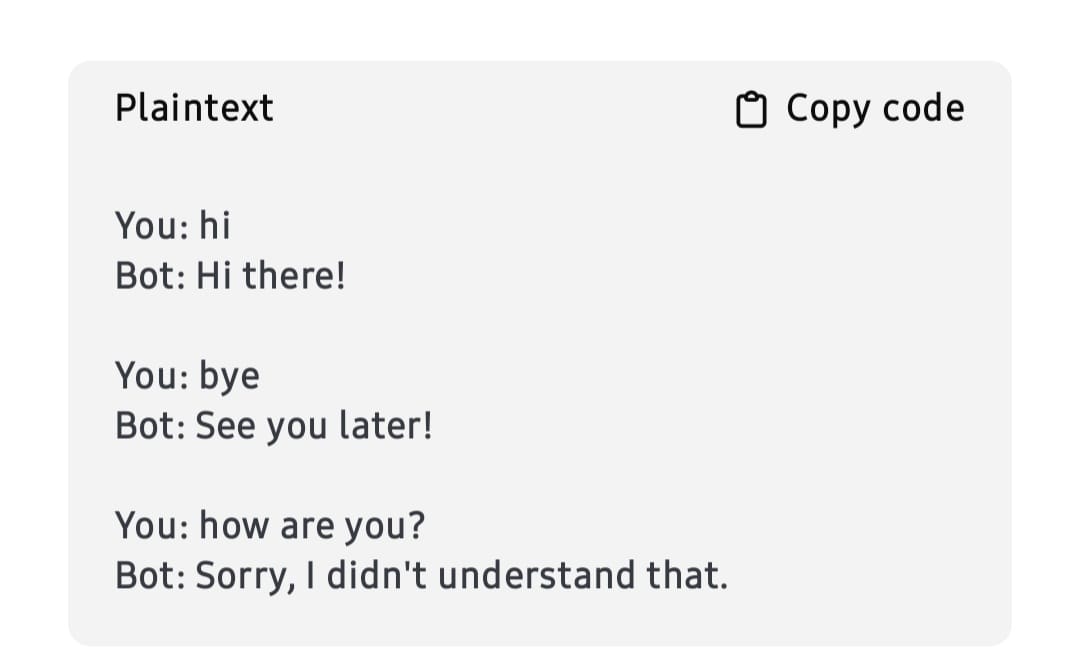 Plaintext
Copy code
You: hi
Bot: Hi there!
You: bye
Bot: See you later!
You: how are you?
Bot: Sorry, I didn't understand that.